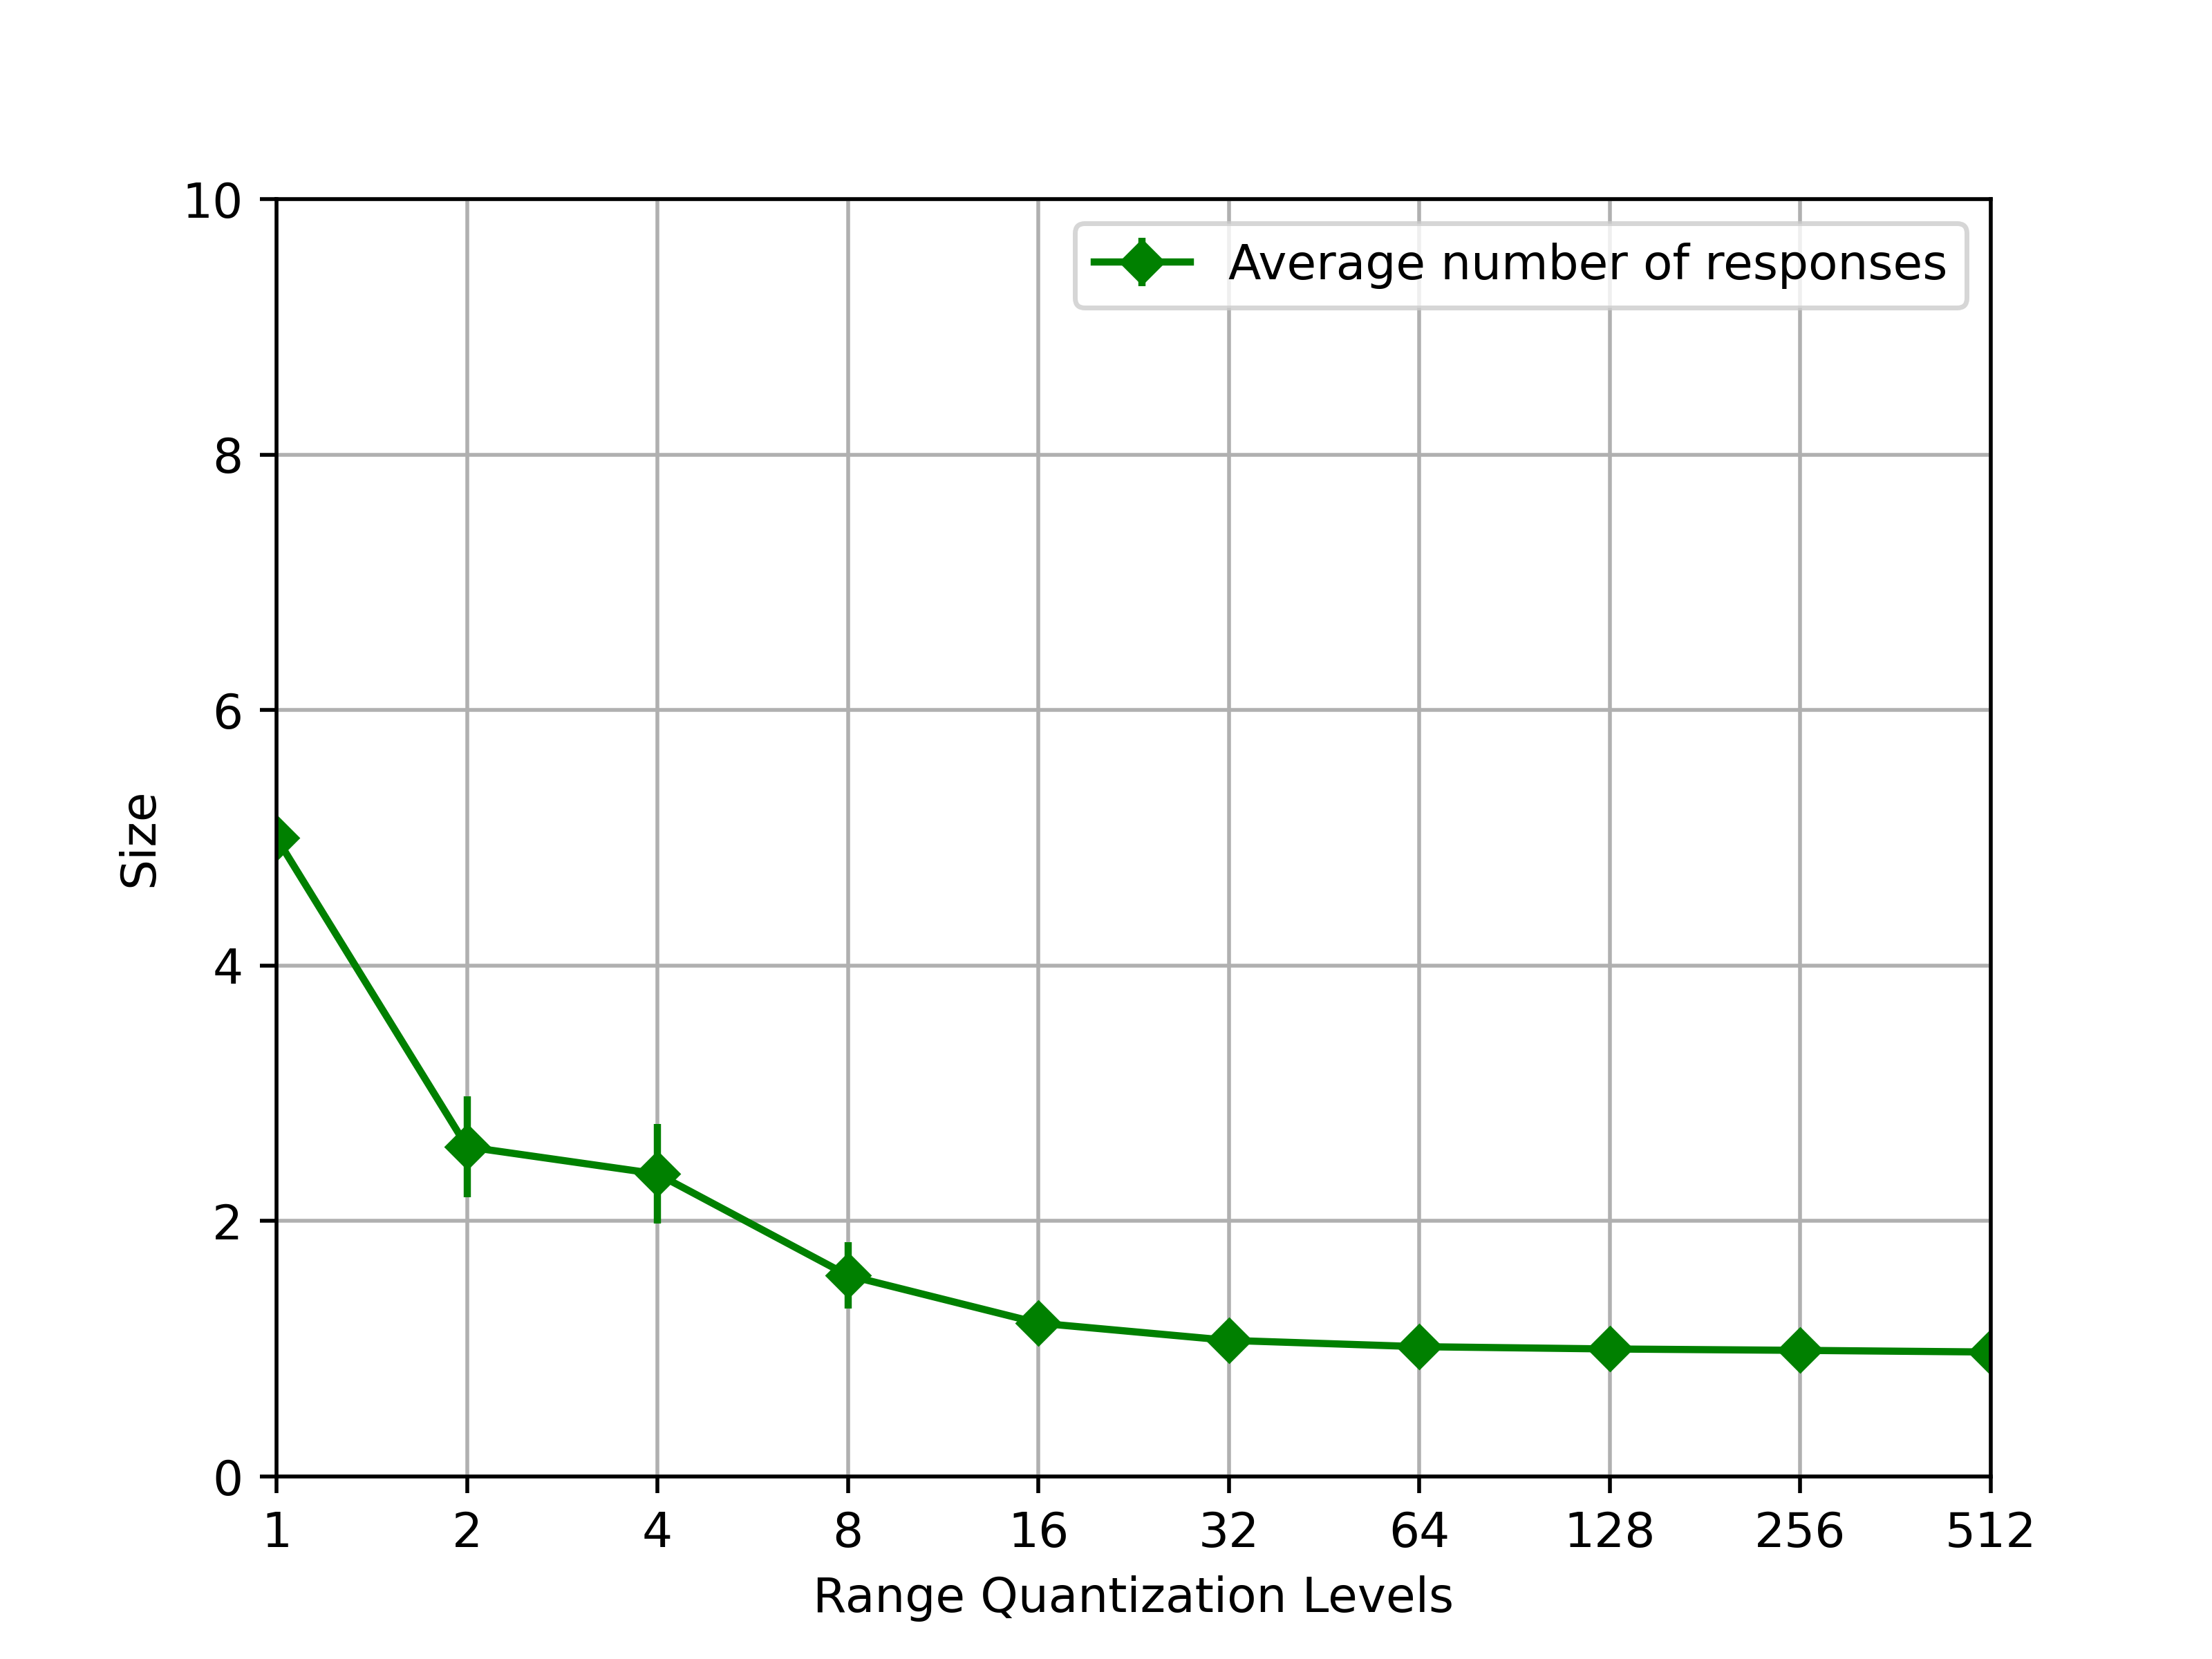 Average number of responses
10
8
6
4
2
0
Size
1 2 4 8 16 32 64 128 256 512
Range Quantization Levels